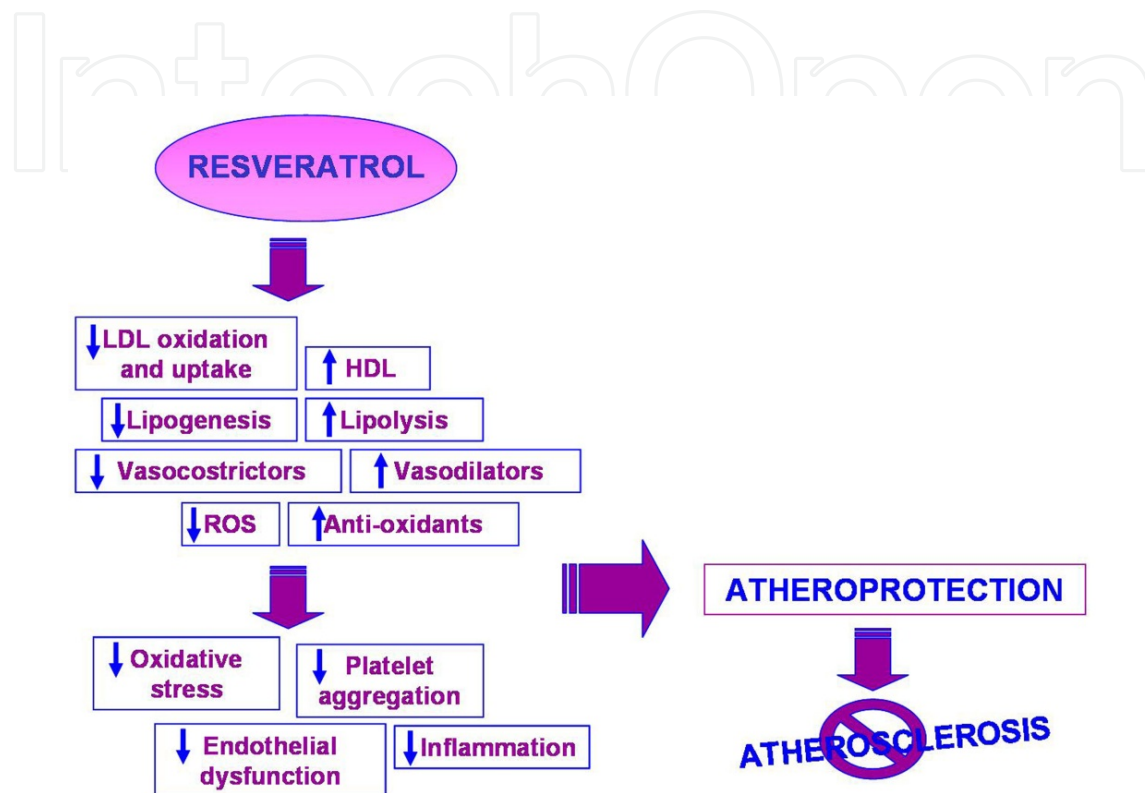 IntechOpen
RESVERATROL
↓LDL oxidation
and uptake
↑ HDL
↓Lipogenesis
↑Lipolysis
↓ Vasocostrictors
↑ Vasodilators
↓ROS
↑Anti-oxidants
ATHEROPROTECTION
↓Oxidative
stress
↓ Platelet
aggregation
↓ Endothelial
dysfunction
↓Inflammation
ATHEROSCLEROSIS